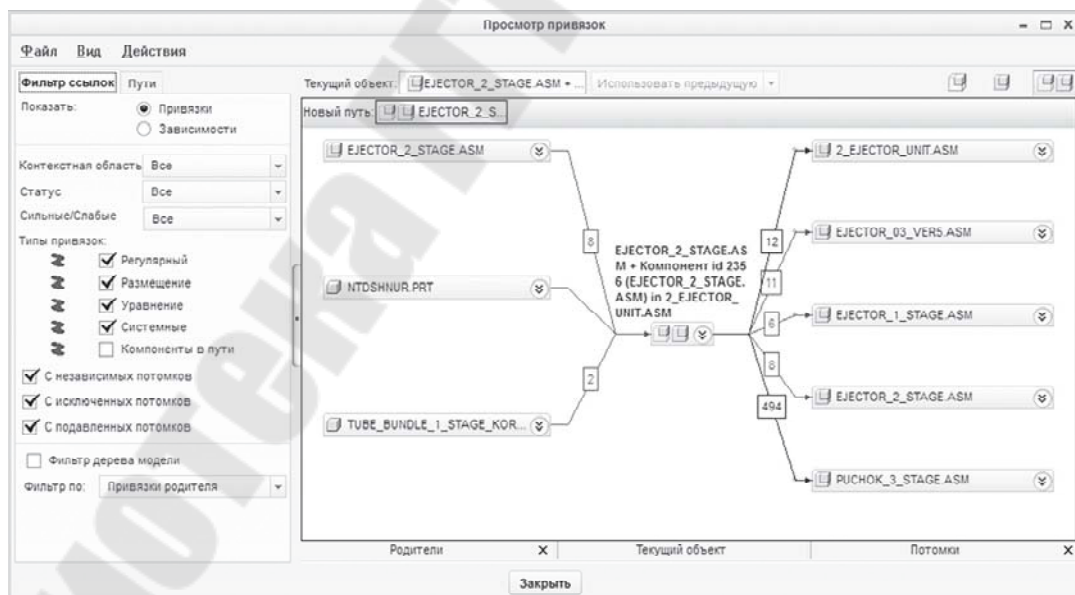 Просмотр привязок
Файл Вид Действия
Фильтр ссылок Пути
Текущий объект: EJECTOR_2_STAGE.ASM + ... Использовать предыдущую
Показать:
Привязки
Зависимости
Новый путь: EJECTOR_2_S...
Контекстная область Все
Статус Все
Сильные/Слабые Все
Типы привязок:
Регулярный
Размещение
Уравнение
Системные
Компоненты в пути
С независимых потомков
С исключенных потомков
С подавленных потомков
Фильтр дерева модели
Фильтр по: Привязки родителя
EJECTOR_2_STAGE.ASM
NTDSHNUR.PRT
TUBE_BUNDLE_1_STAGE_KOR...
8
2
EJECTOR_2_STAGE.AS
M + Компонент id 235
6 (EJECTOR_2_STAGE.
ASM) in 2_EJECTOR_
UNIT.ASM
12
11
6
8
494
2_EJECTOR_UNIT.ASM
EJECTOR_03_VER5.ASM
EJECTOR_1_STAGE.ASM
EJECTOR_2_STAGE.ASM
PUCHOK_3_STAGE.ASM
Родители X Текущий объект Потомки X
Закрыть